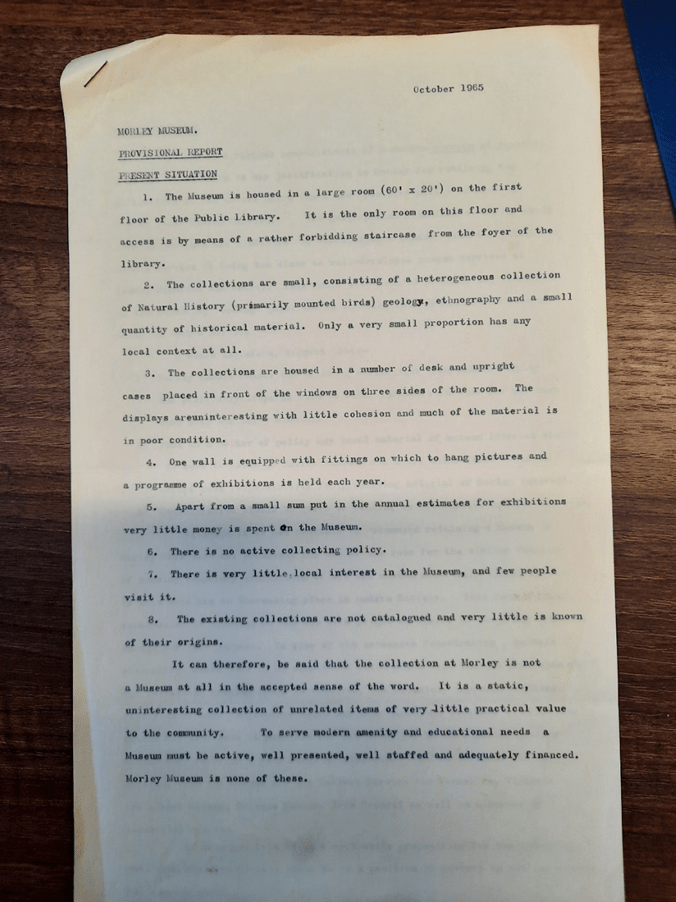 October 1965
MORLEY MUSEUM.
PROVISIONAL REPORT
PRESENT SITUATION
1. The Museum is housed in a large room (60' x 20') on the first
floor of the Public library. It is the only room on this floor and
access is by means of a rather forbidding staircase from the foyer of the
library.
2. The collections are small, consisting of a heterogeneous collection
of Natural History (primarily mounted birds) geology, ethnography and a small
quantity of historical material. Only a very small proportion has any
local context at all.
3. The collections are housed in a number of desk and upright
cases placed in front of the windows on three sides of the room. The
displays areuninteresting with little cohesion and much of the material is
in poor condition.
4. One wall is equipped with fittings on which to hang pictures and
a programme of exhibitions is held each year.
5. Apart from a small sum put in the annual estimates for exhibitions
very little money is spent on the Museum.
6. There is no active collecting policy.
7. There is very little local interest in the Museum, and few people
visit it.
8. The existing collections are not catalogued and very little is known
of their origins.
It can therefore, be said that the collection at Morley is not
a Museum at all in the accepted sense of the word. It is a static,
uninteresting collection of unrelated items of very little practical value
to the community. To serve modern amenity and educational needs a
Museum must be active, well presented, well staffed and adequately financed.
Morley Museum is none of these.